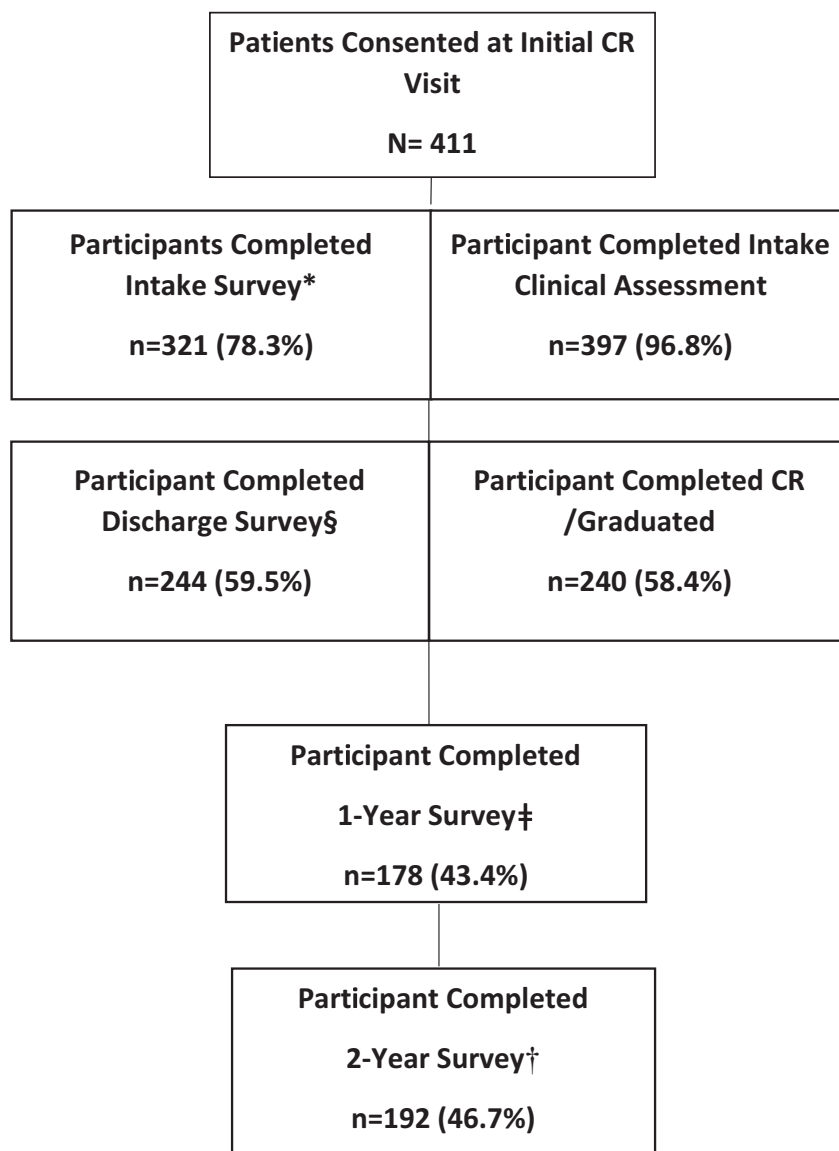 Patients Consented at Initial CR
Visit
N= 411
Participants Completed
Intake Survey*
n=321 (78.3%)
Participant Completed Intake
Clinical Assessment
n=397 (96.8%)
Participant Completed
Discharge Survey§
n=244 (59.5%)
Participant Completed CR
/Graduated
n=240 (58.4%)
Participant Completed
1-Year Survey‡
n=178 (43.4%)
Participant Completed
2-Year Survey†
n=192 (46.7%)